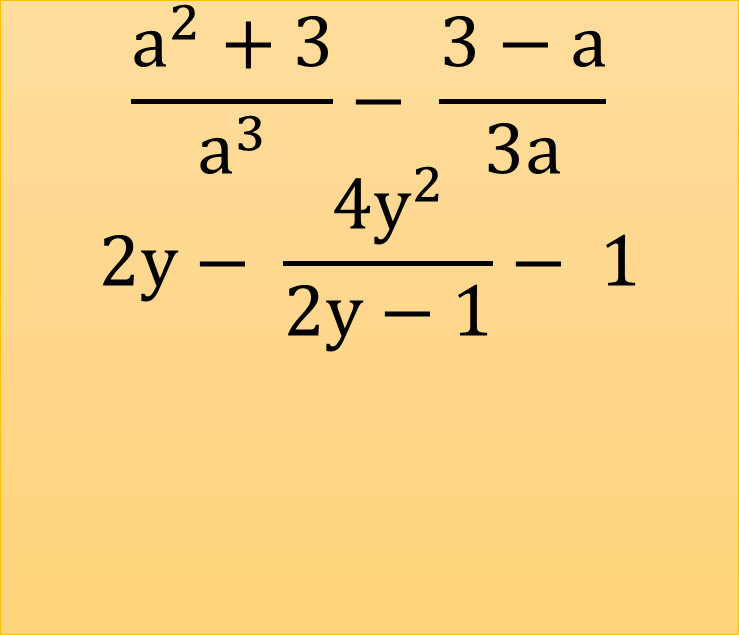 (a² + 3)/a³ − (3 − a)/3a
2y − 4y²/(2y − 1) − 1